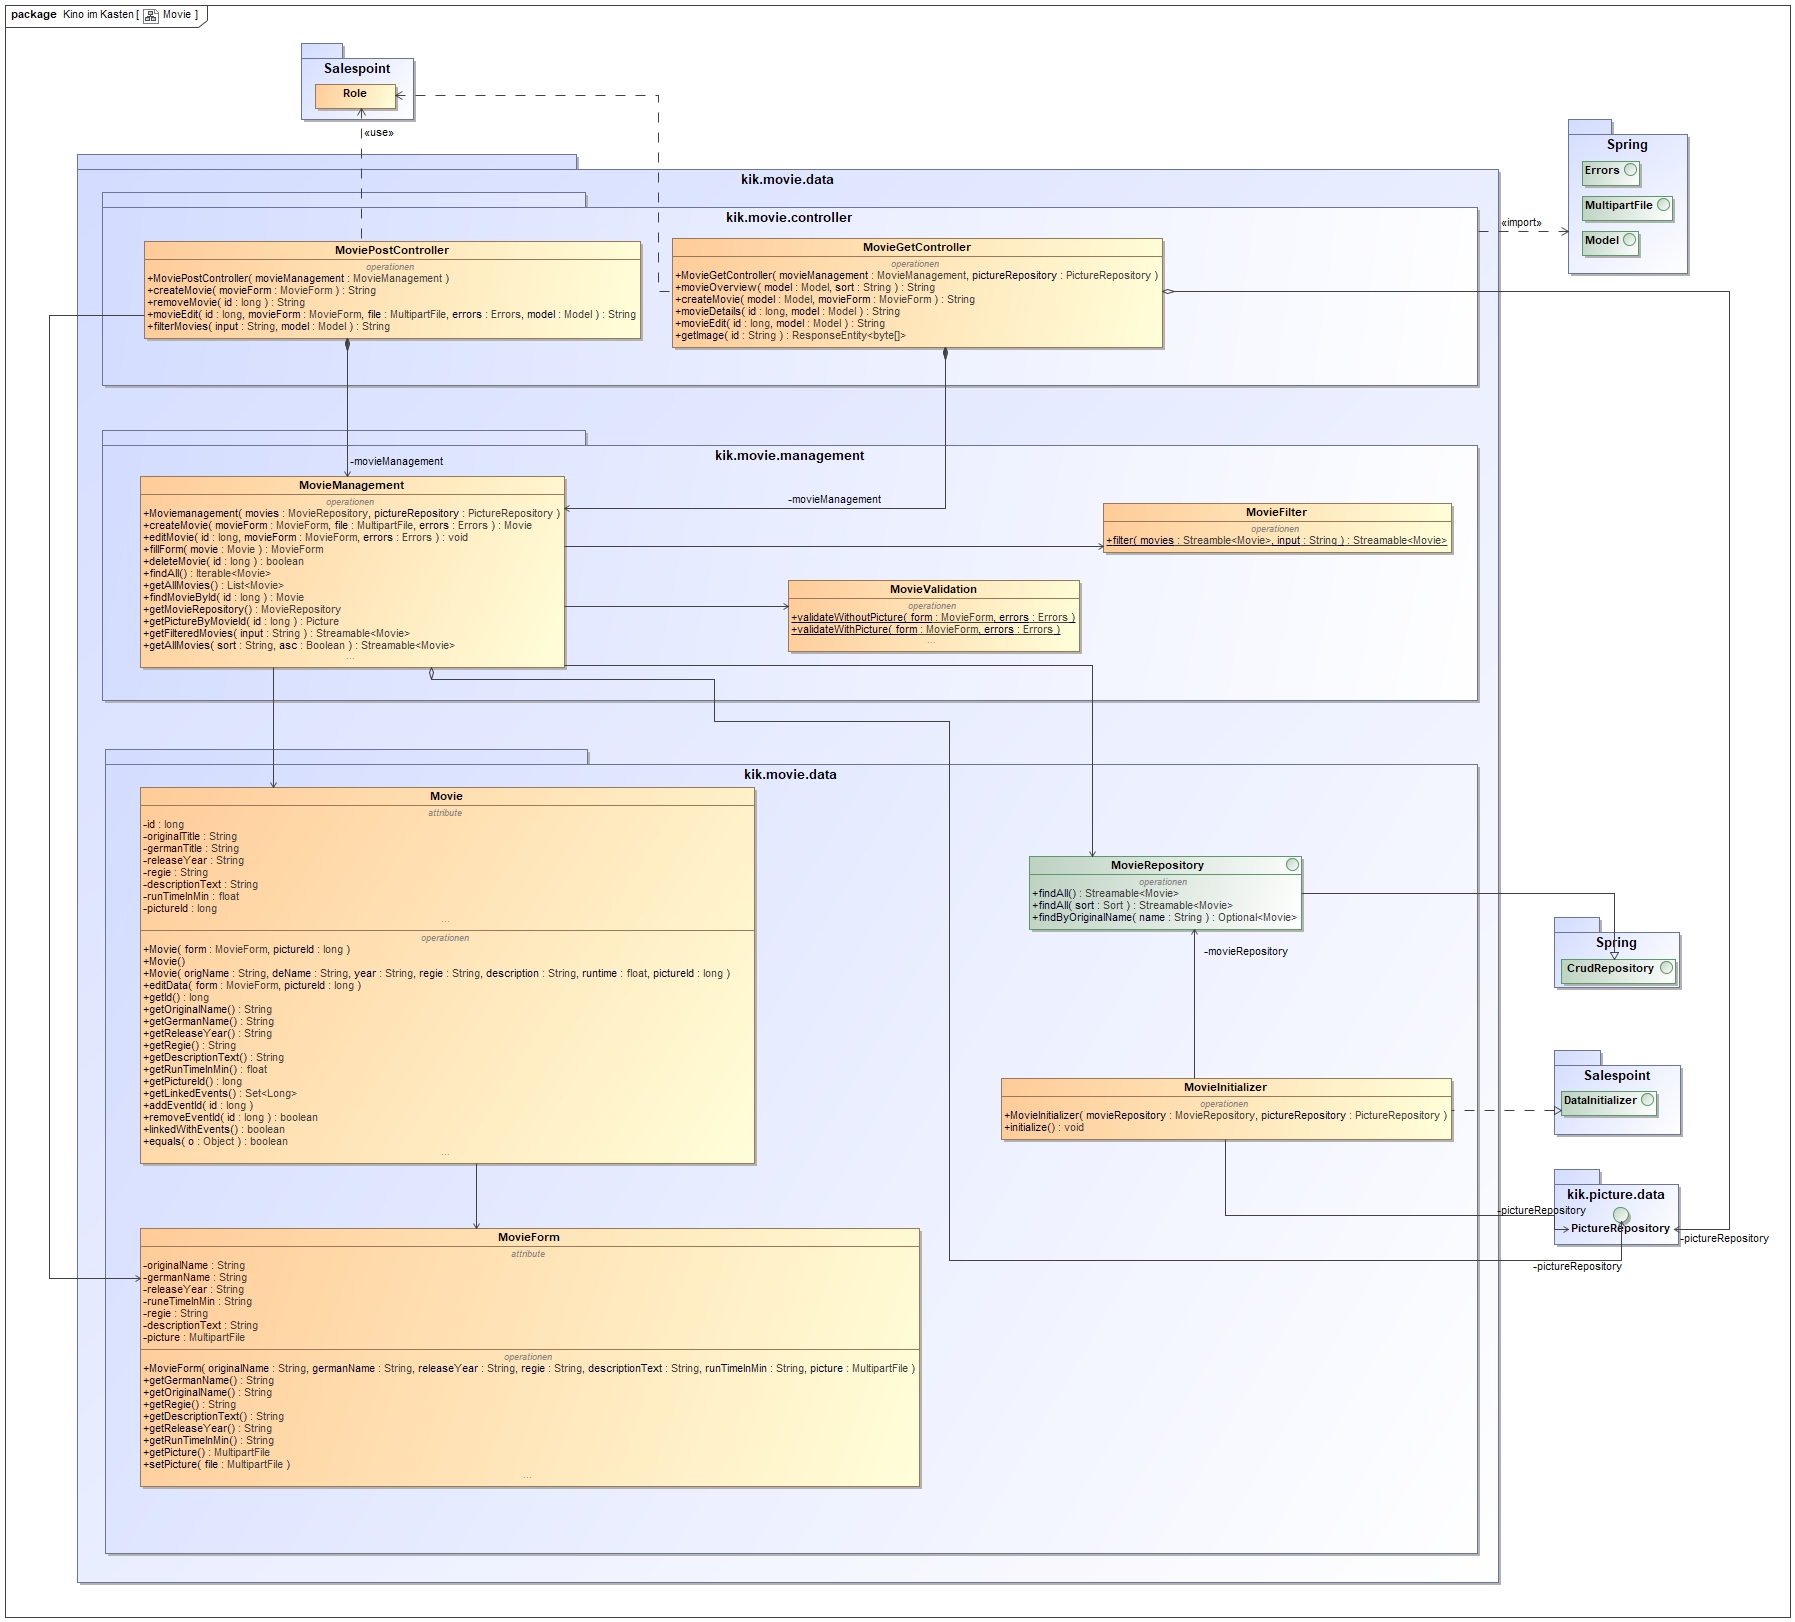 package Kino im Kasten [ Movie ]
Salespoint
Role
«use»
Spring
Errors
MultipartFile
Model
«import»
kik.movie.data
kik.movie.controller
MoviePostController
operationen
+MoviePostController( movieManagement : MovieManagement )
+createMovie( movieForm : MovieForm ) : String
+removeMovie( id : long ) : String
+movieEdit( id : long, movieForm : MovieForm, file : MultipartFile, errors : Errors, model : Model ) : String
+filterMovies( input : String, model : Model ) : String
MovieGetController
operationen
+MovieGetController( movieManagement : MovieManagement, pictureRepository : PictureRepository )
+movieOverview( model : Model, sort : String ) : String
+createMovie( model : Model, movieForm : MovieForm ) : String
+movieDetails( id : long, model : Model ) : String
+movieEdit( id : long, model : Model ) : String
+getImage( id : String ) : ResponseEntity<byte[]>
kik.movie.management
-movieManagement
-movieManagement
MovieManagement
operationen
+Moviemanagement( movies : MovieRepository, pictureRepository : PictureRepository )
+createMovie( movieForm : MovieForm, file : MultipartFile, errors : Errors ) : Movie
+editMovie( id : long, movieForm : MovieForm, errors : Errors ) : void
+fillForm( movie : Movie ) : MovieForm
+deleteMovie( id : long ) : boolean
+findAll() : Iterable<Movie>
+getAllMovies() : List<Movie>
+findMovieById( id : long ) : Movie
+getMovieRepository() : MovieRepository
+getPictureByMovieId( id : long ) : Picture
+getFilteredMovies( input : String ) : Streamable<Movie>
+getAllMovies( sort : String, asc : Boolean ) : Streamable<Movie>
...
MovieFilter
operationen
+filter( movies : Streamble<Movie>, input : String ) : Streamable<Movie>
MovieValidation
operationen
+validateWithoutPicture( form : MovieForm, errors : Errors )
+validateWithPicture( form : MovieForm, errors : Errors )
...
kik.movie.data
Movie
attribute
-id : long
-originalTitle : String
-germanTitle : String
-releaseYear : String
-regie : String
-descriptionText : String
-runTimeInMin : float
-pictureId : long
...
operationen
+Movie( form : MovieForm, pictureId : long )
+Movie()
+Movie( origName : String, deName : String, year : String, regie : String, description : String, runtime : float, pictureId : long )
+editData( form : MovieForm, pictureId : long )
+getId() : long
+getOriginalName() : String
+getGermanName() : String
+getReleaseYear() : String
+getRegie() : String
+getDescriptionText() : String
+getRunTimeInMin() : float
+getPictureId() : long
+getLinkedEvents() : Set<Long>
+addEventId( id : long )
+removeEventId( id : long ) : boolean
+linkedWithEvents() : boolean
+equals( o : Object ) : boolean
...
MovieRepository
operationen
+findAll() : Streamable<Movie>
+findAll( sort : Sort ) : Streamable<Movie>
+findByOriginalName( name : String ) : Optional<Movie>
-movieRepository
Spring
CrudRepository
MovieInitializer
operationen
+MovieInitializer( movieRepository : MovieRepository, pictureRepository : PictureRepository )
+initialize() : void
Salespoint
DataInitializer
kik.picture.data
PictureRepository
-pictureRepository
-pictureRepository
-pictureRepository
MovieForm
attribute
-originalName : String
-germanName : String
-releaseYear : String
-runeTimeInMin : String
-regie : String
-descriptionText : String
-picture : MultipartFile
operationen
+MovieForm( originalName : String, germanName : String, releaseYear : String, regie : String, descriptionText : String, runTimeInMin : String, picture : MultipartFile )
+getGermanName() : String
+getOriginalName() : String
+getRegie() : String
+getDescriptionText() : String
+getReleaseYear() : String
+getRunTimeInMin() : String
+getPicture() : MultipartFile
+setPicture( file : MultipartFile )
...